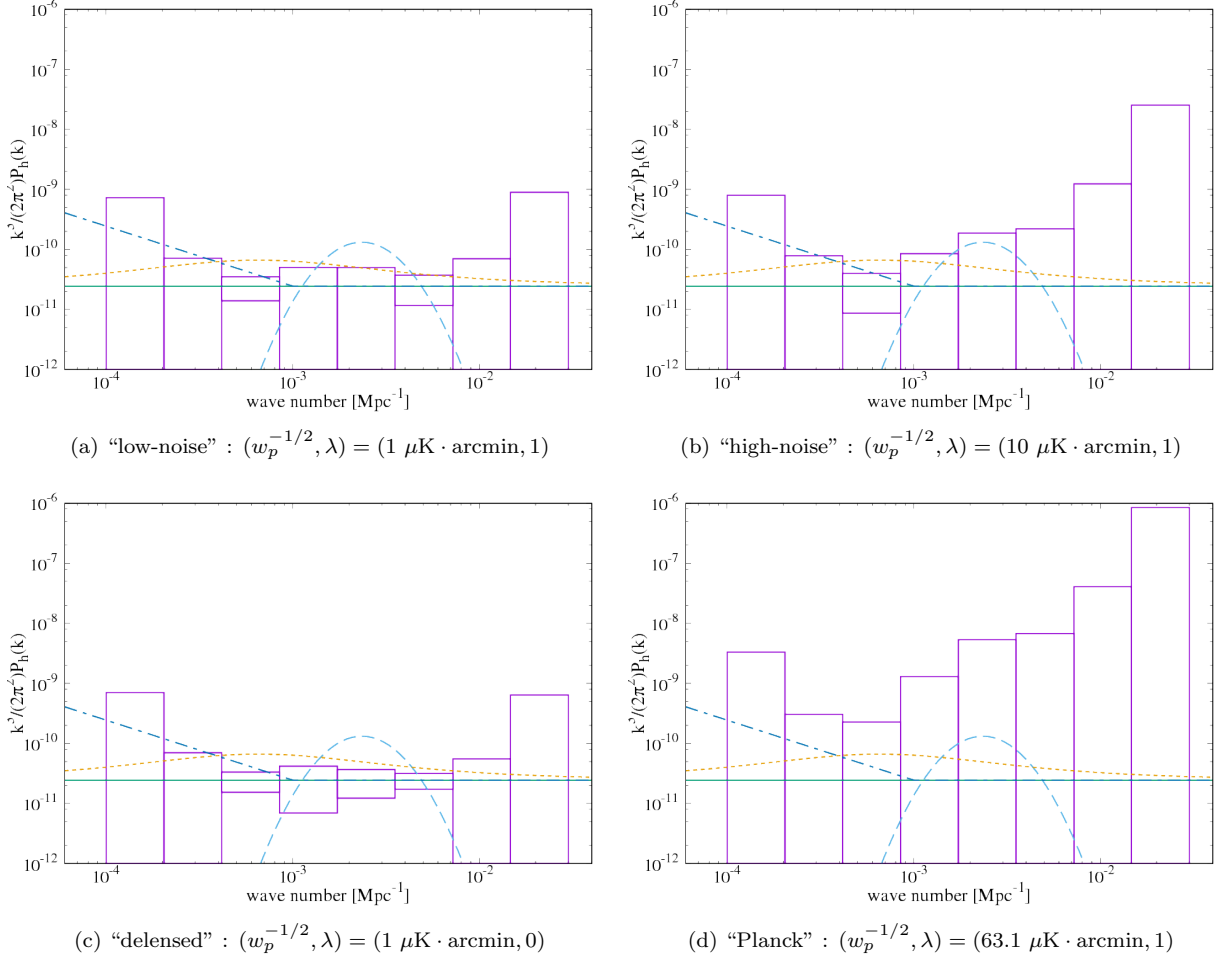 10^-6
10^-7
10^-8
10^-9
10^-10
10^-11
10^-12
k^3/(2π^2)P_h(k)
10^-4 10^-3 10^-2
wave number [Mpc^-1]
(a) “low-noise” : (w_p^{-1/2}, λ) = (1 μK · arcmin, 1)
10^-6
10^-7
10^-8
10^-9
10^-10
10^-11
10^-12
k^3/(2π^2)P_h(k)
10^-4 10^-3 10^-2
wave number [Mpc^-1]
(b) “high-noise” : (w_p^{-1/2}, λ) = (10 μK · arcmin, 1)
10^-6
10^-7
10^-8
10^-9
10^-10
10^-11
10^-12
k^3/(2π^2)P_h(k)
10^-4 10^-3 10^-2
wave number [Mpc^-1]
(c) “delensed” : (w_p^{-1/2}, λ) = (1 μK · arcmin, 0)
10^-6
10^-7
10^-8
10^-9
10^-10
10^-11
10^-12
k^3/(2π^2)P_h(k)
10^-4 10^-3 10^-2
wave number [Mpc^-1]
(d) “Planck” : (w_p^{-1/2}, λ) = (63.1 μK · arcmin, 1)